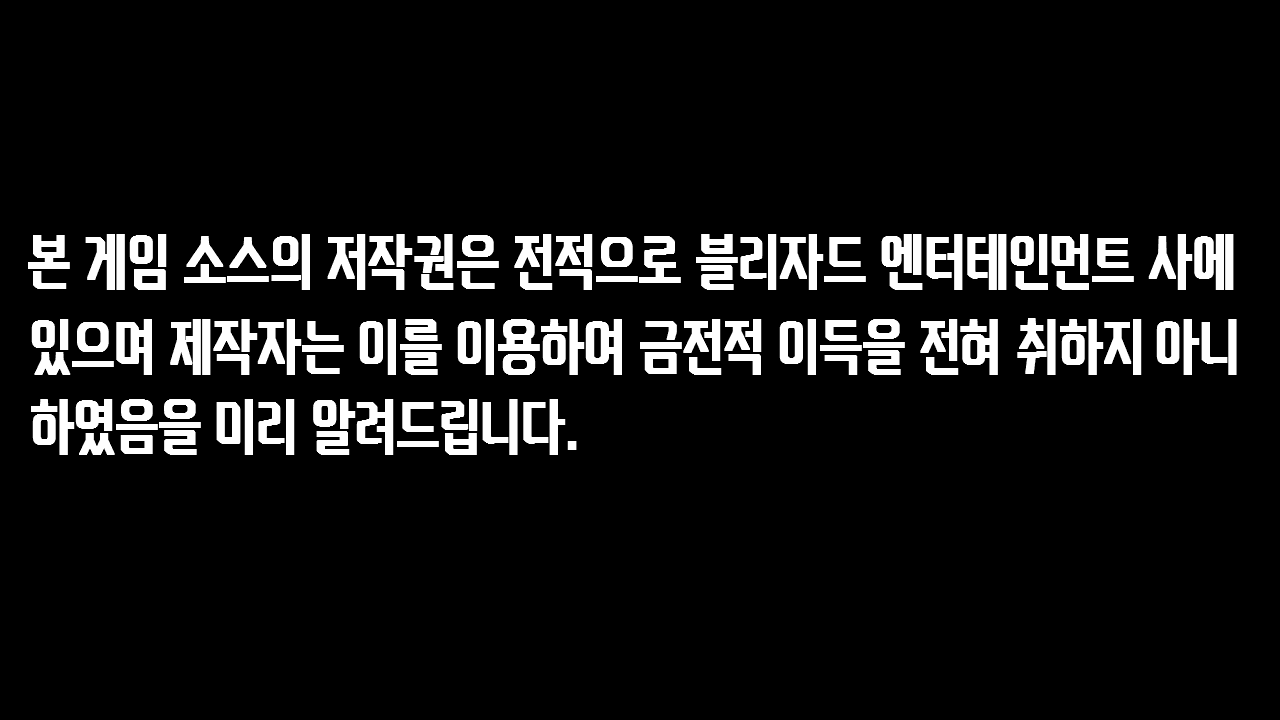 본 게임 소스의 저작권은 전적으로 블리자드 엔터테인먼트 사에
있으며 제작자는 이를 이용하여 금전적 이득을 전혀 취하지 아니
하였음을 미리 알려드립니다.